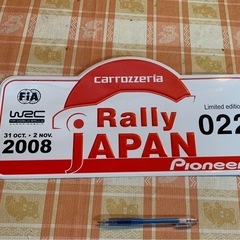 carrozzeria
FIA
WRC
31 OCT. • 2 NOV.
2008
Rally
JAPAN
Limited edition
022
Pioneer